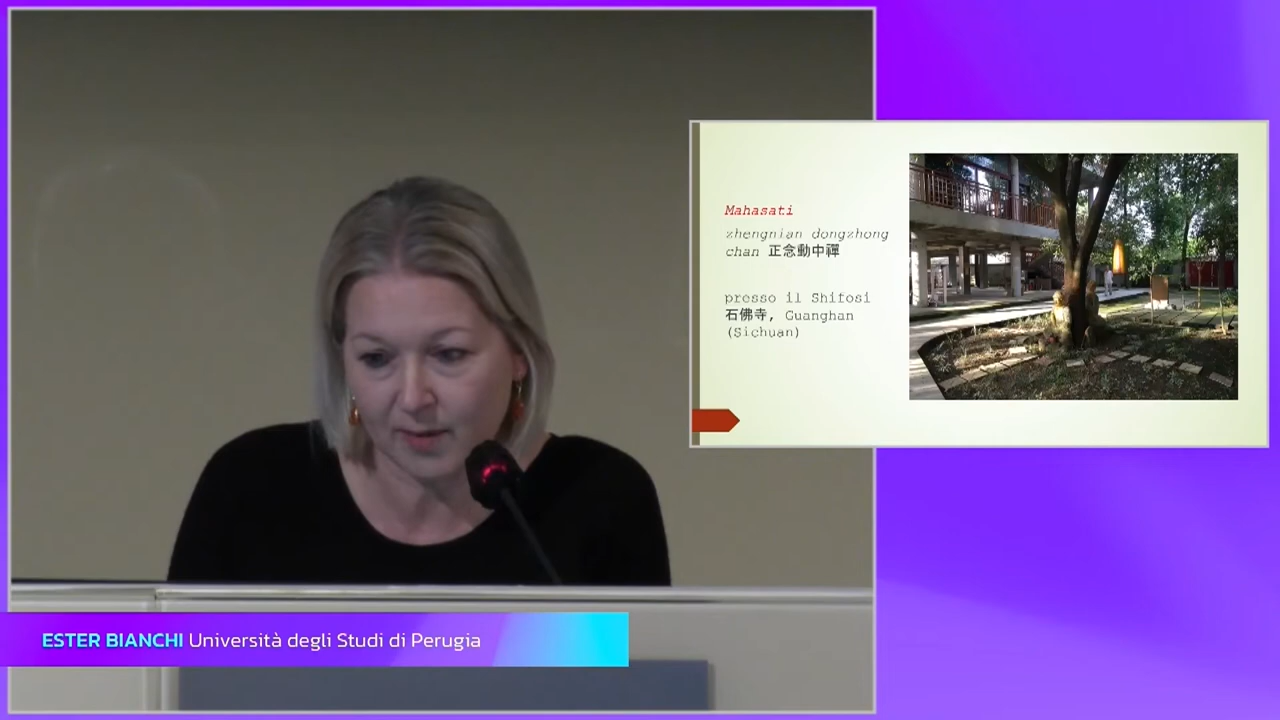 Mahasati
zhengnian dongzhong
chan 正念動中禪
presso il Shifosi
石佛寺, Guanghan
(Sichuan)
ESTER BIANCHI Università degli Studi di Perugia